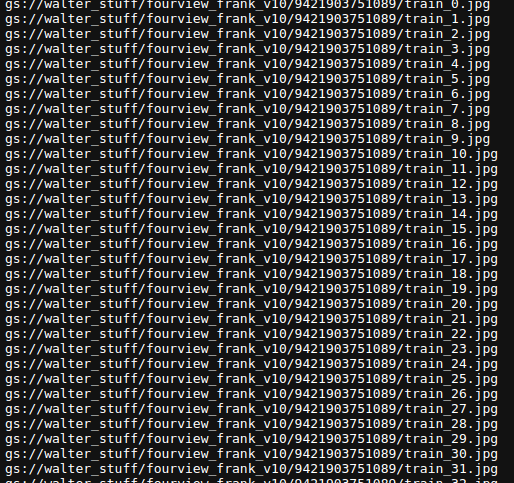 gs://walter_stuff/fourview_frank_v10/9421903751089/train_0.jpg
gs://walter_stuff/fourview_frank_v10/9421903751089/train_1.jpg
gs://walter_stuff/fourview_frank_v10/9421903751089/train_2.jpg
gs://walter_stuff/fourview_frank_v10/9421903751089/train_3.jpg
gs://walter_stuff/fourview_frank_v10/9421903751089/train_4.jpg
gs://walter_stuff/fourview_frank_v10/9421903751089/train_5.jpg
gs://walter_stuff/fourview_frank_v10/9421903751089/train_6.jpg
gs://walter_stuff/fourview_frank_v10/9421903751089/train_7.jpg
gs://walter_stuff/fourview_frank_v10/9421903751089/train_8.jpg
gs://walter_stuff/fourview_frank_v10/9421903751089/train_9.jpg
gs://walter_stuff/fourview_frank_v10/9421903751089/train_10.jpg
gs://walter_stuff/fourview_frank_v10/9421903751089/train_11.jpg
gs://walter_stuff/fourview_frank_v10/9421903751089/train_12.jpg
gs://walter_stuff/fourview_frank_v10/9421903751089/train_13.jpg
gs://walter_stuff/fourview_frank_v10/9421903751089/train_14.jpg
gs://walter_stuff/fourview_frank_v10/9421903751089/train_15.jpg
gs://walter_stuff/fourview_frank_v10/9421903751089/train_16.jpg
gs://walter_stuff/fourview_frank_v10/9421903751089/train_17.jpg
gs://walter_stuff/fourview_frank_v10/9421903751089/train_18.jpg
gs://walter_stuff/fourview_frank_v10/9421903751089/train_19.jpg
gs://walter_stuff/fourview_frank_v10/9421903751089/train_20.jpg
gs://walter_stuff/fourview_frank_v10/9421903751089/train_21.jpg
gs://walter_stuff/fourview_frank_v10/9421903751089/train_22.jpg
gs://walter_stuff/fourview_frank_v10/9421903751089/train_23.jpg
gs://walter_stuff/fourview_frank_v10/9421903751089/train_24.jpg
gs://walter_stuff/fourview_frank_v10/9421903751089/train_25.jpg
gs://walter_stuff/fourview_frank_v10/9421903751089/train_26.jpg
gs://walter_stuff/fourview_frank_v10/9421903751089/train_27.jpg
gs://walter_stuff/fourview_frank_v10/9421903751089/train_28.jpg
gs://walter_stuff/fourview_frank_v10/9421903751089/train_29.jpg
gs://walter_stuff/fourview_frank_v10/9421903751089/train_30.jpg
gs://walter_stuff/fourview_frank_v10/9421903751089/train_31.jpg